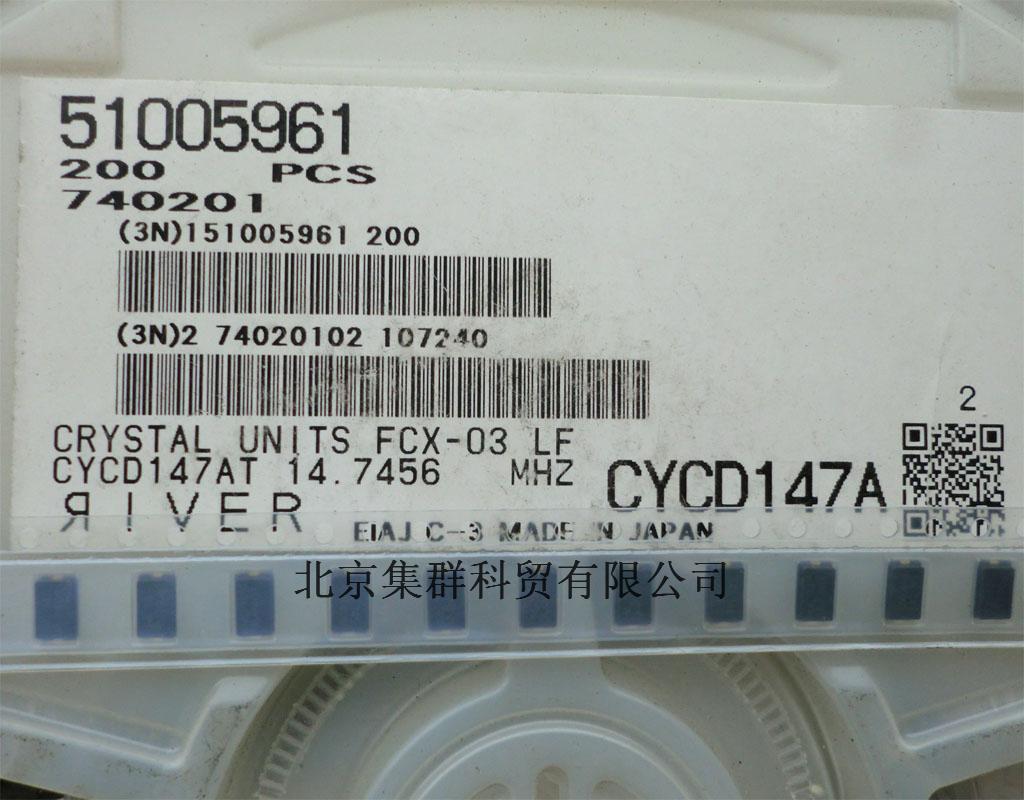 51005961
200 PCS
740201
(3N)151005961 200
(3N)2 74020102 107240
CRYSTAL UNITS FCX-03 LF
CYCD147AT 14.7456 MHZ
CYCD147A
2
RIVER
EIAJ C-3 MADE IN JAPAN
北京集群科贸有限公司